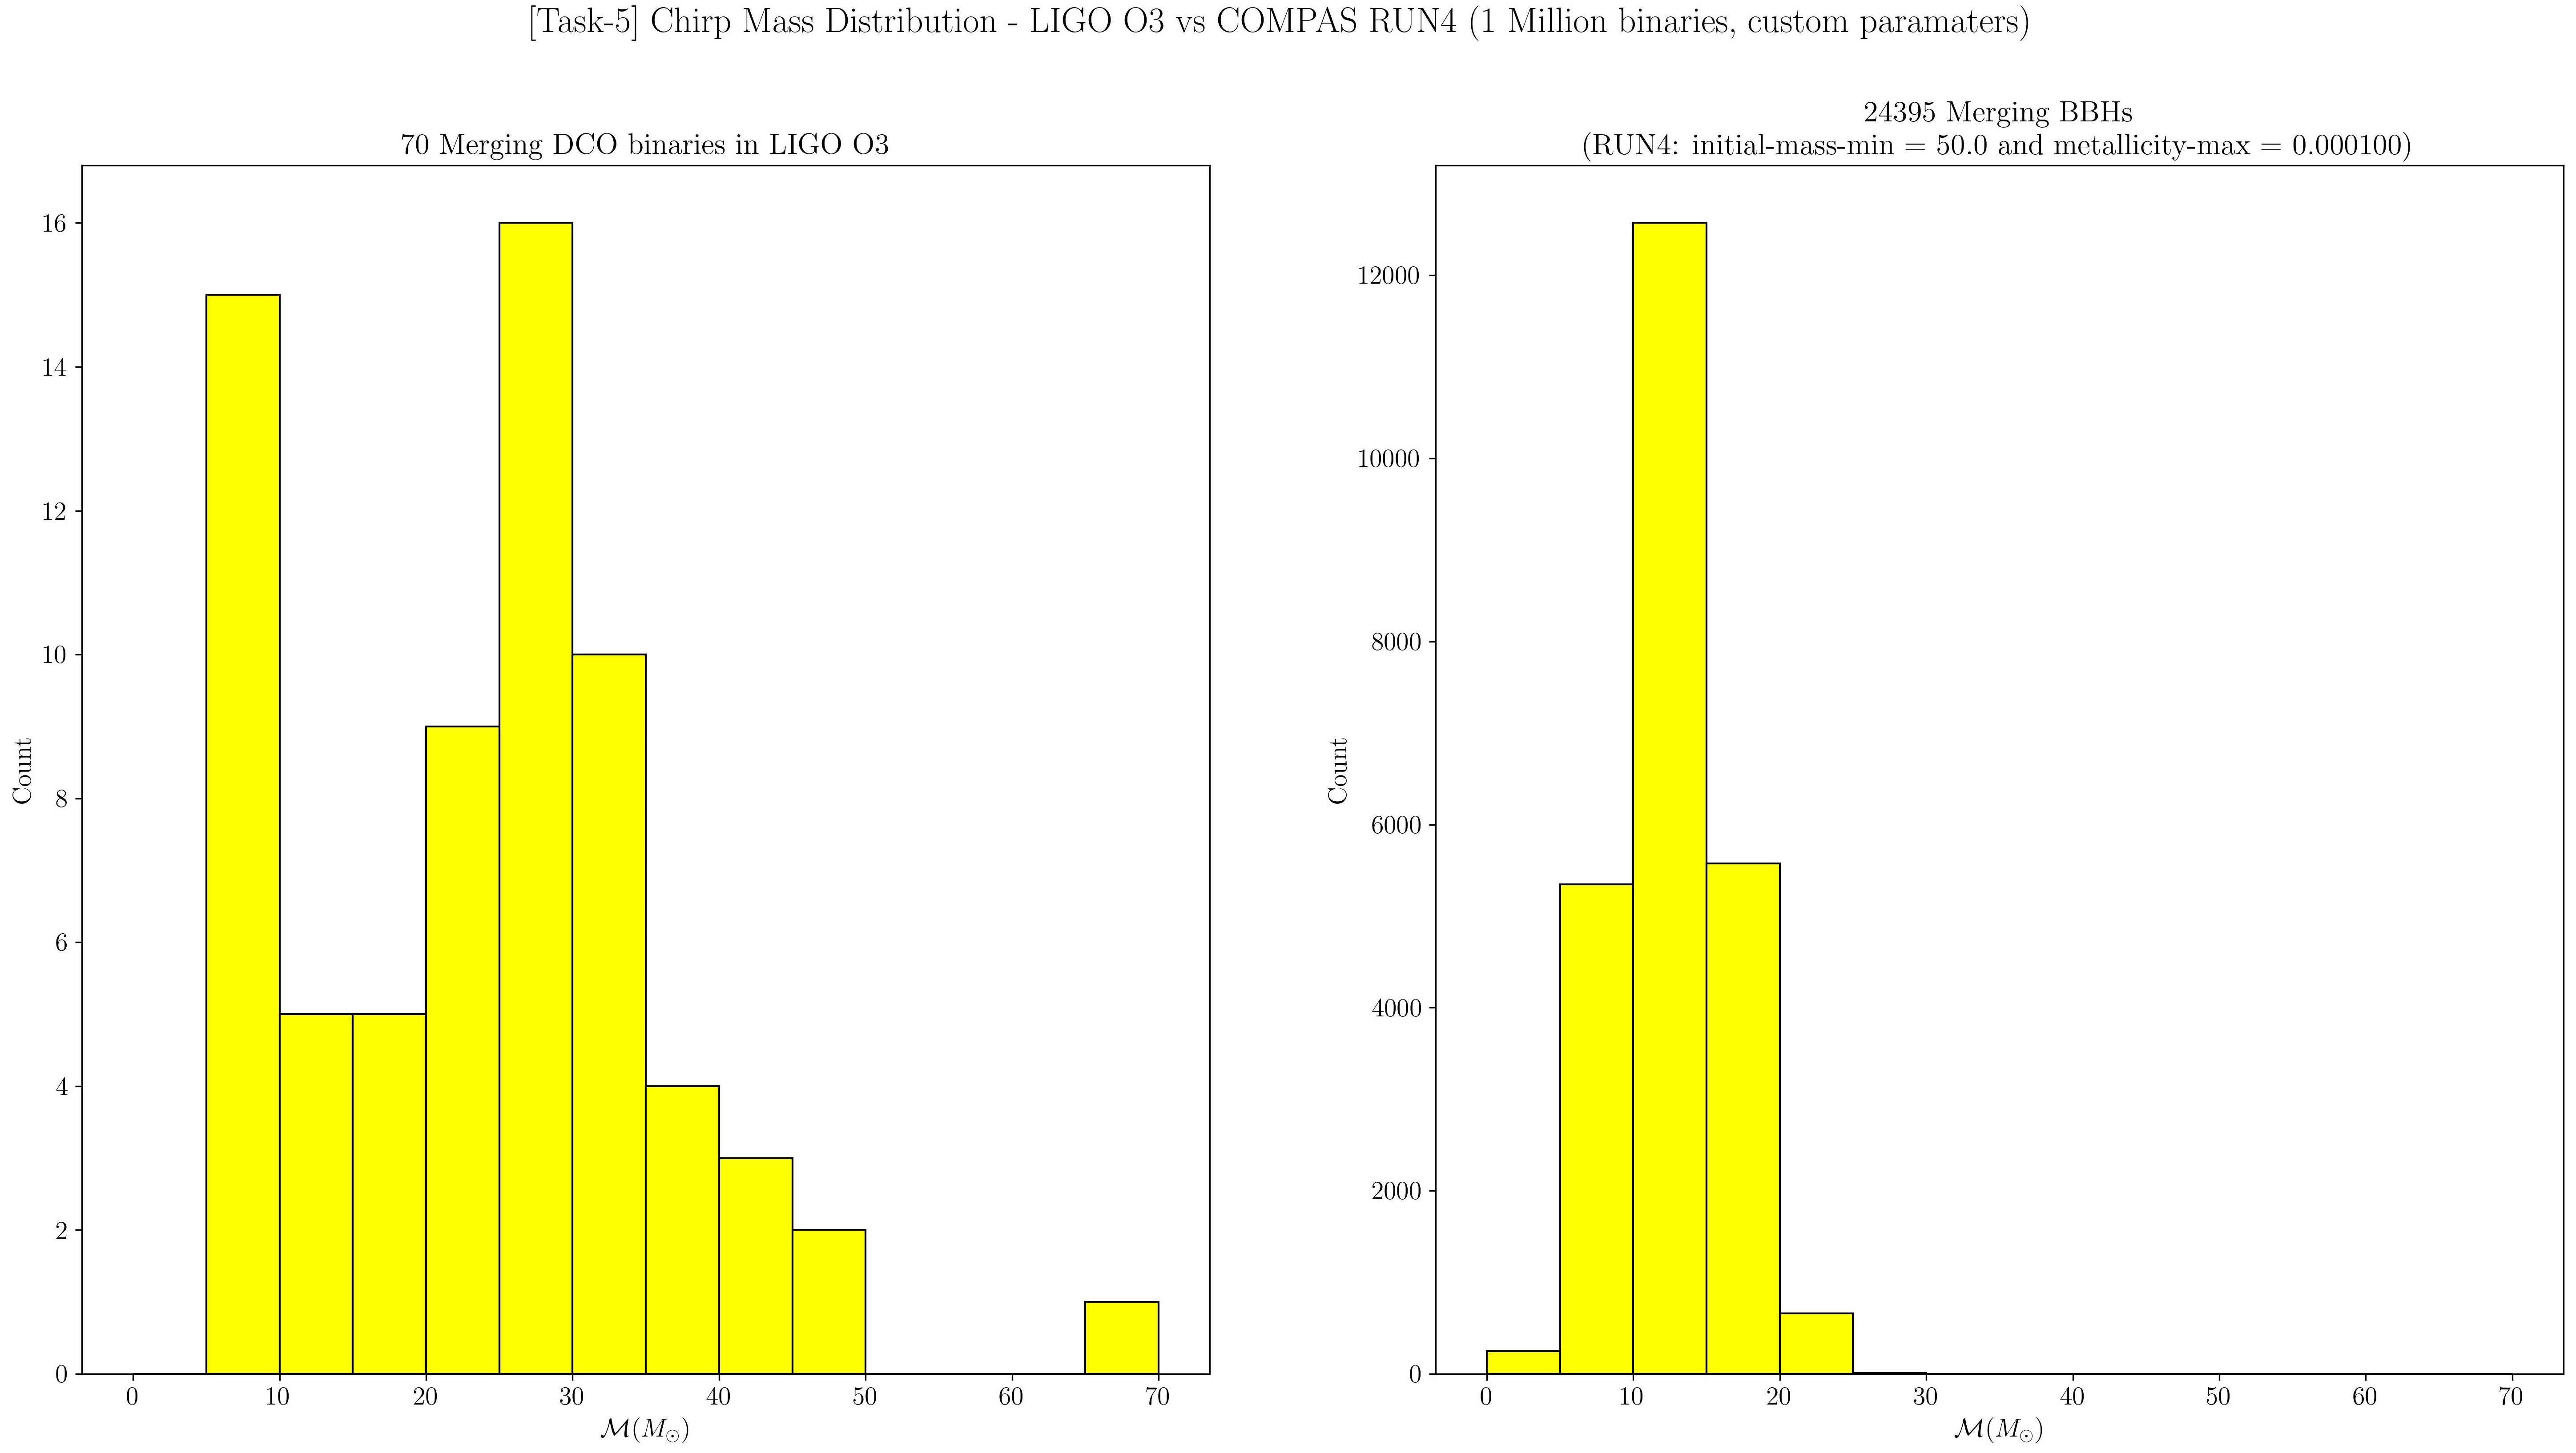 [Task-5] Chirp Mass Distribution - LIGO O3 vs COMPAS RUN4 (1 Million binaries, custom paramaters)
70 Merging DCO binaries in LIGO O3
16
14
12
10
8
6
4
2
0
Count
0 10 20 30 40 50 60 70
ℳ(M⊙)
24395 Merging BBHs
(RUN4: initial-mass-min = 50.0 and metallicity-max = 0.000100)
12000
10000
8000
6000
4000
2000
0
Count
0 10 20 30 40 50 60 70
ℳ(M⊙)